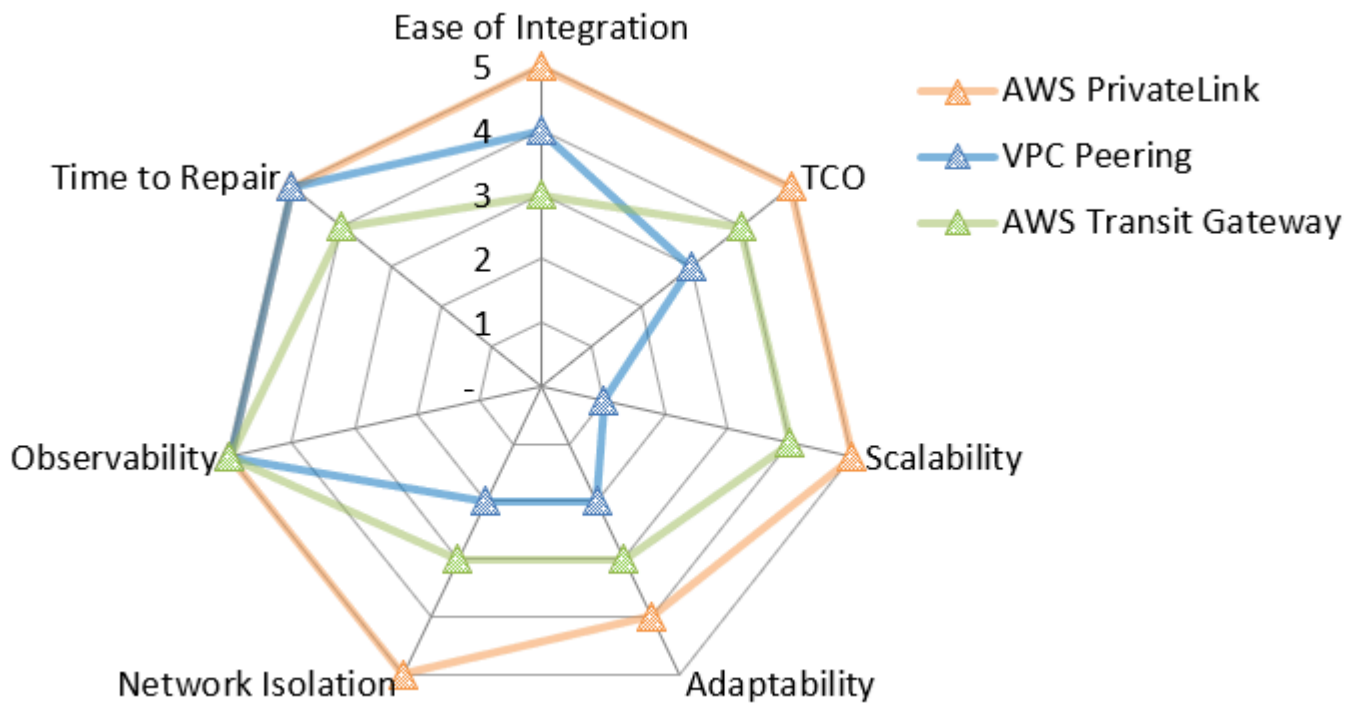 Ease of Integration
5
4
3
2
1
-
TCO
Scalability
Adaptability
Network Isolation
Observability
Time to Repair
AWS PrivateLink
VPC Peering
AWS Transit Gateway